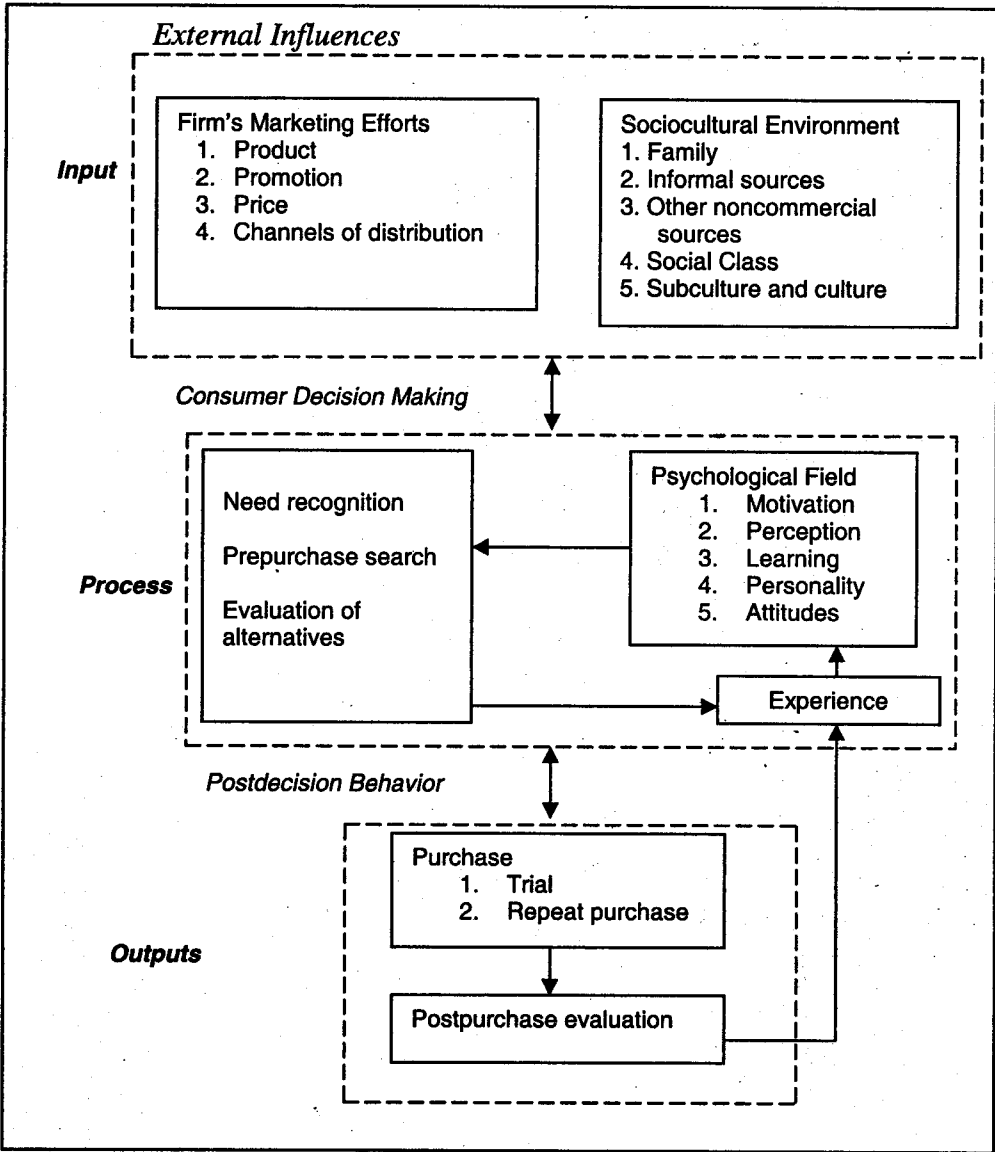 External Influences
Input
Firm's Marketing Efforts
1. Product
2. Promotion
3. Price
4. Channels of distribution
Sociocultural Environment
1. Family
2. Informal sources
3. Other noncommercial
sources
4. Social Class
5. Subculture and culture
Consumer Decision Making
Process
Need recognition
Prepurchase search
Evaluation of
alternatives
Psychological Field
1. Motivation
2. Perception
3. Learning
4. Personality
5. Attitudes
Experience
Postdecision Behavior
Outputs
Purchase
1. Trial
2. Repeat purchase
Postpurchase evaluation